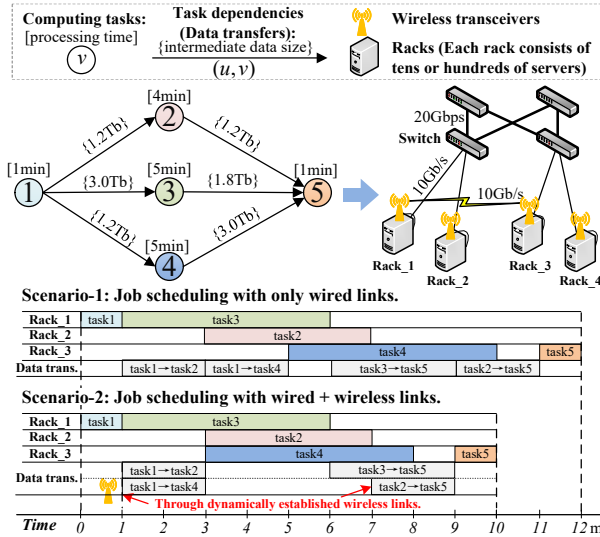 Computing tasks:
[processing time]
v
Task dependencies
(Data transfers):
{intermediate data size}
(u, v)
Wireless transceivers
Racks (Each rack consists of
tens or hundreds of servers)
[4min]
2
{1.2Tb}
{1.2Tb}
[1min]
1
{3.0Tb}
[5min]
3
{1.8Tb}
[1min]
5
{1.2Tb}
[5min]
4
{3.0Tb}
20Gbps
Switch
10Gb/s
10Gb/s
Rack_1
Rack_2
Rack_3
Rack_4
Scenario-1: Job scheduling with only wired links.
Rack_1 task1 task3
Rack_2 task2
Rack_3 task4 task5
Data trans. task1→task2 task1→task4 task3→task5 task2→task5
Scenario-2: Job scheduling with wired + wireless links.
Rack_1 task1 task3
Rack_2 task2
Rack_3 task4 task5
Data trans. task1→task2 task3→task5
task1→task4 task2→task5
Through dynamically established wireless links.
Time 0 1 2 3 4 5 6 7 8 9 10 11 12 m